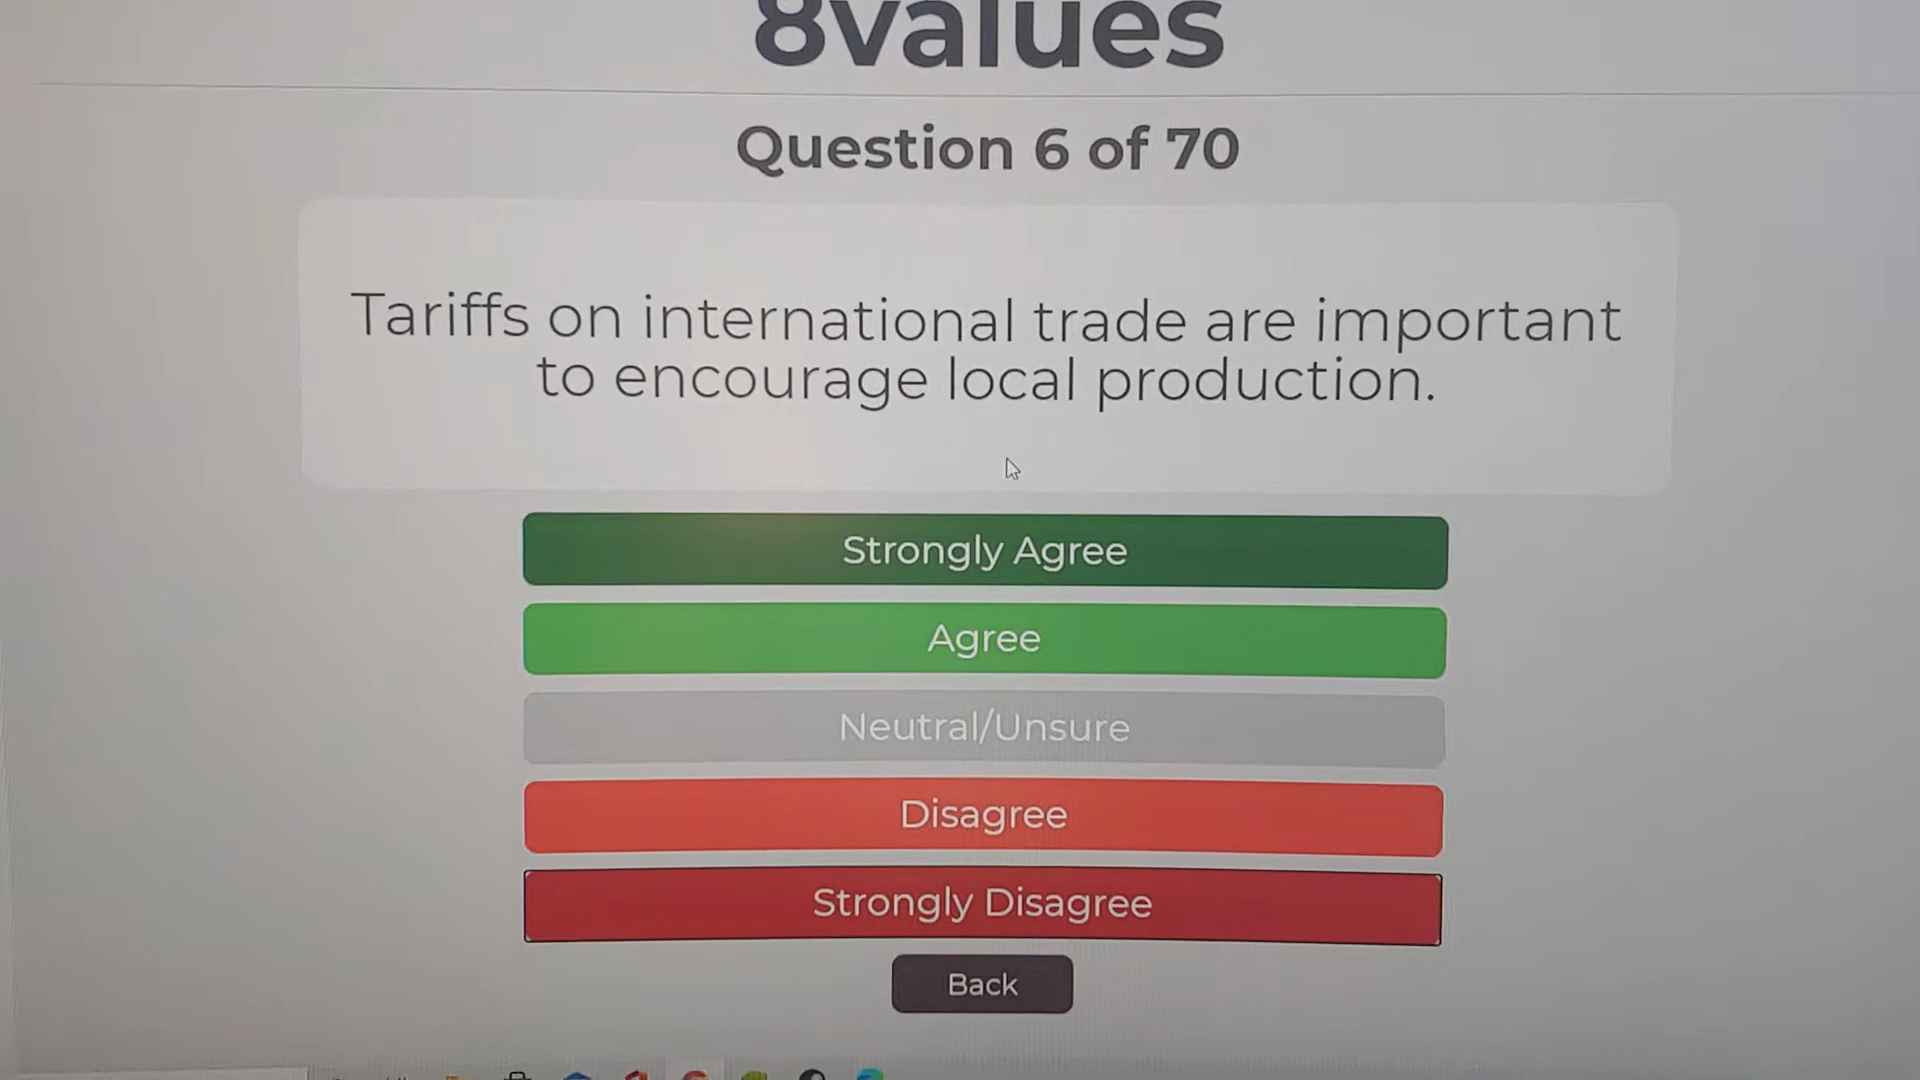 8values
Question 6 of 70
Tariffs on international trade are important
to encourage local production.
Strongly Agree
Agree
Neutral/Unsure
Disagree
Strongly Disagree
Back